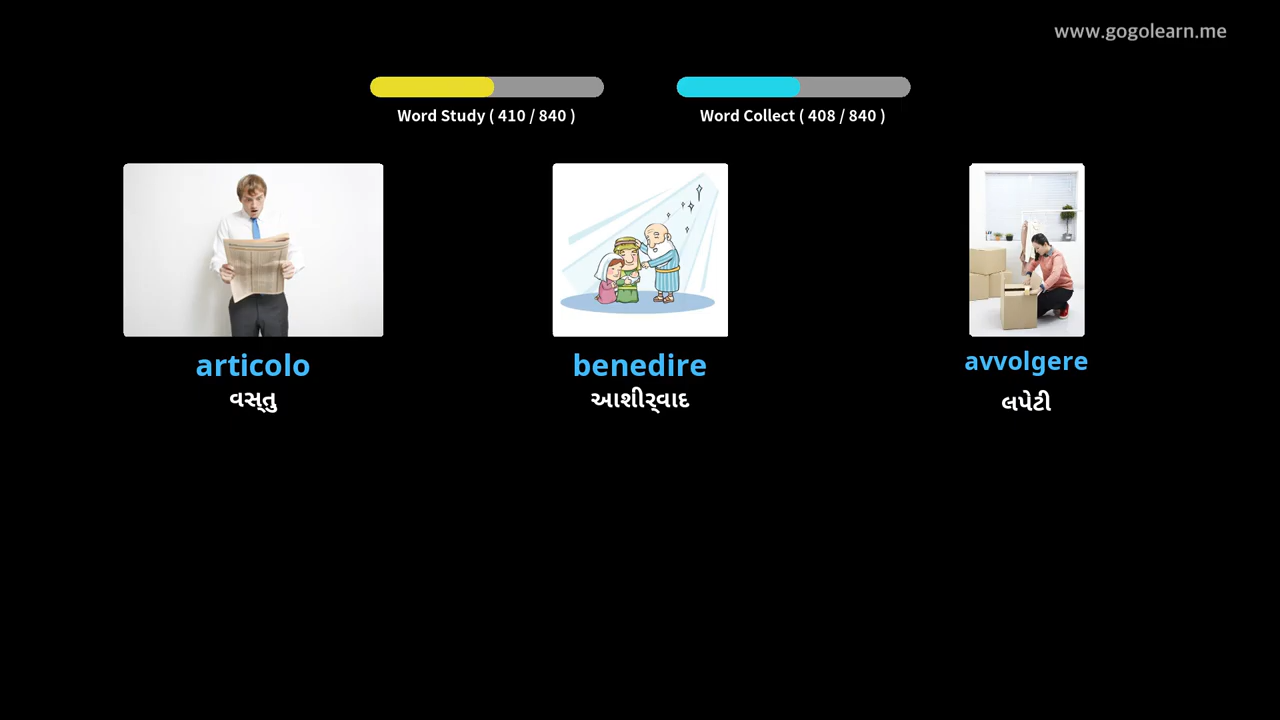 www.gogolearn.me
Word Study ( 410 / 840 )
Word Collect ( 408 / 840 )
articolo
benedire
avvolgere
વસ્તુ
આશીર્વાદ
લપેટી